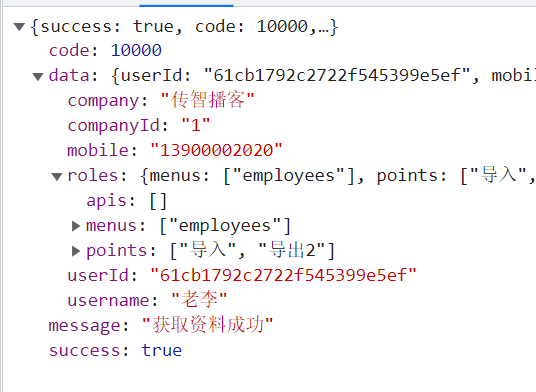 {success: true, code: 10000,…}
code: 10000
data: {userId: "61cb1792c2722f545399e5ef", mobil
company: "传智播客"
companyId: "1"
mobile: "13900002020"
roles: {menus: ["employees"], points: ["导入",
apis: []
menus: ["employees"]
points: ["导入", "导出2"]
userId: "61cb1792c2722f545399e5ef"
username: "老李"
message: "获取资料成功"
success: true